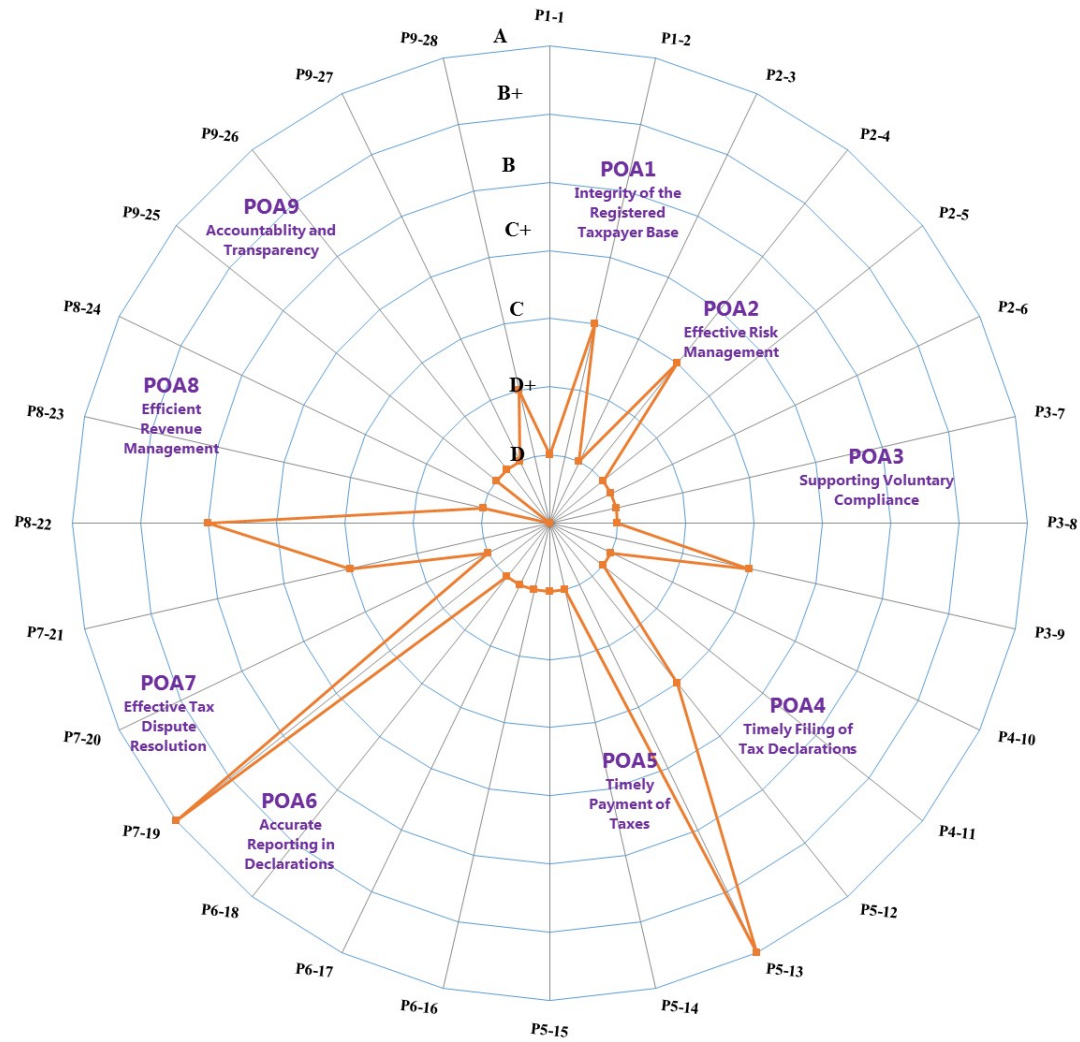 P1-1
P1-2
P2-3
P2-4
P2-5
P2-6
P3-7
P3-8
P3-9
P4-10
P4-11
P5-12
P5-13
P5-14
P5-15
P6-16
P6-17
P6-18
P7-19
P7-20
P7-21
P8-22
P8-23
P8-24
P9-25
P9-26
P9-27
P9-28
A
B+
B
C+
C
D+
D
POA1
Integrity of the
Registered
Taxpayer Base
POA2
Effective Risk
Management
POA3
Supporting Voluntary
Compliance
POA4
Timely Filing of
Tax Declarations
POA5
Timely
Payment of
Taxes
POA6
Accurate
Reporting in
Declarations
POA7
Effective Tax
Dispute
Resolution
POA8
Efficient
Revenue
Management
POA9
Accountablity and
Transparency